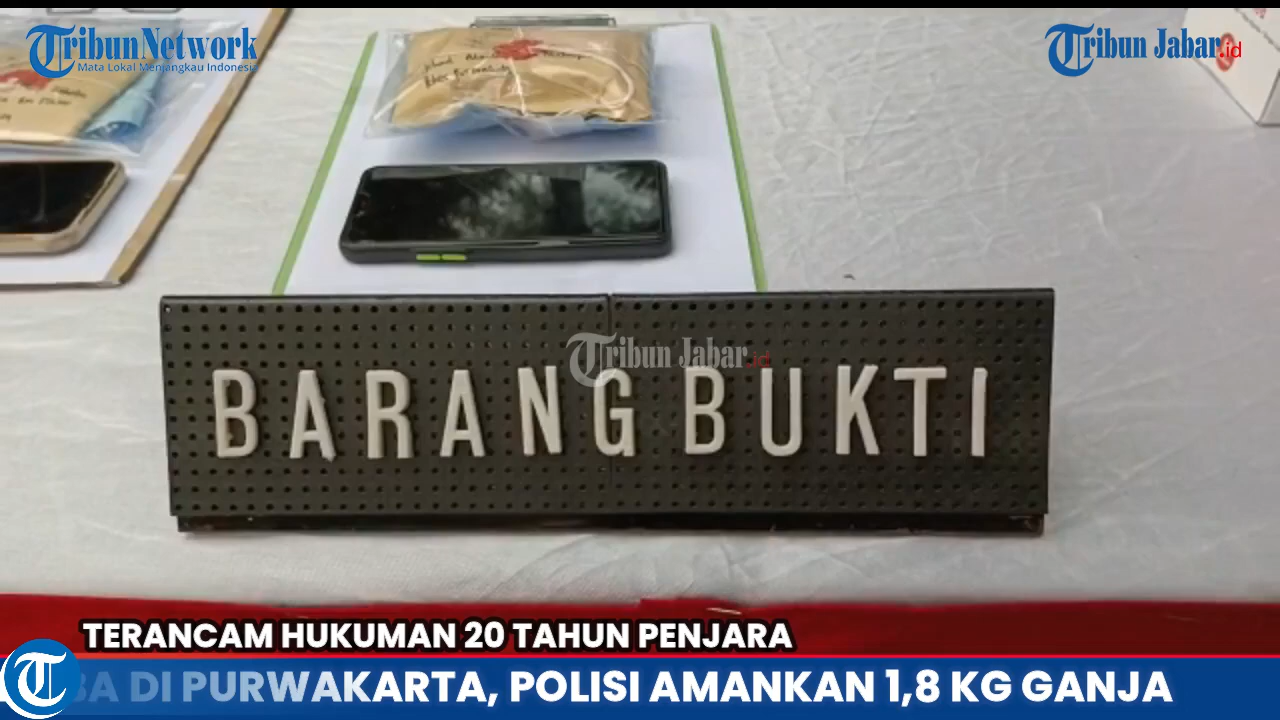 TribunNetwork
Mata Lokal Menjangkau Indonesia
Tribun Jabar.id
Tribun Jabar.id
BARANG BUKTI
TERANCAM HUKUMAN 20 TAHUN PENJARA
BA DI PURWAKARTA, POLISI AMANKAN 1,8 KG GANJA